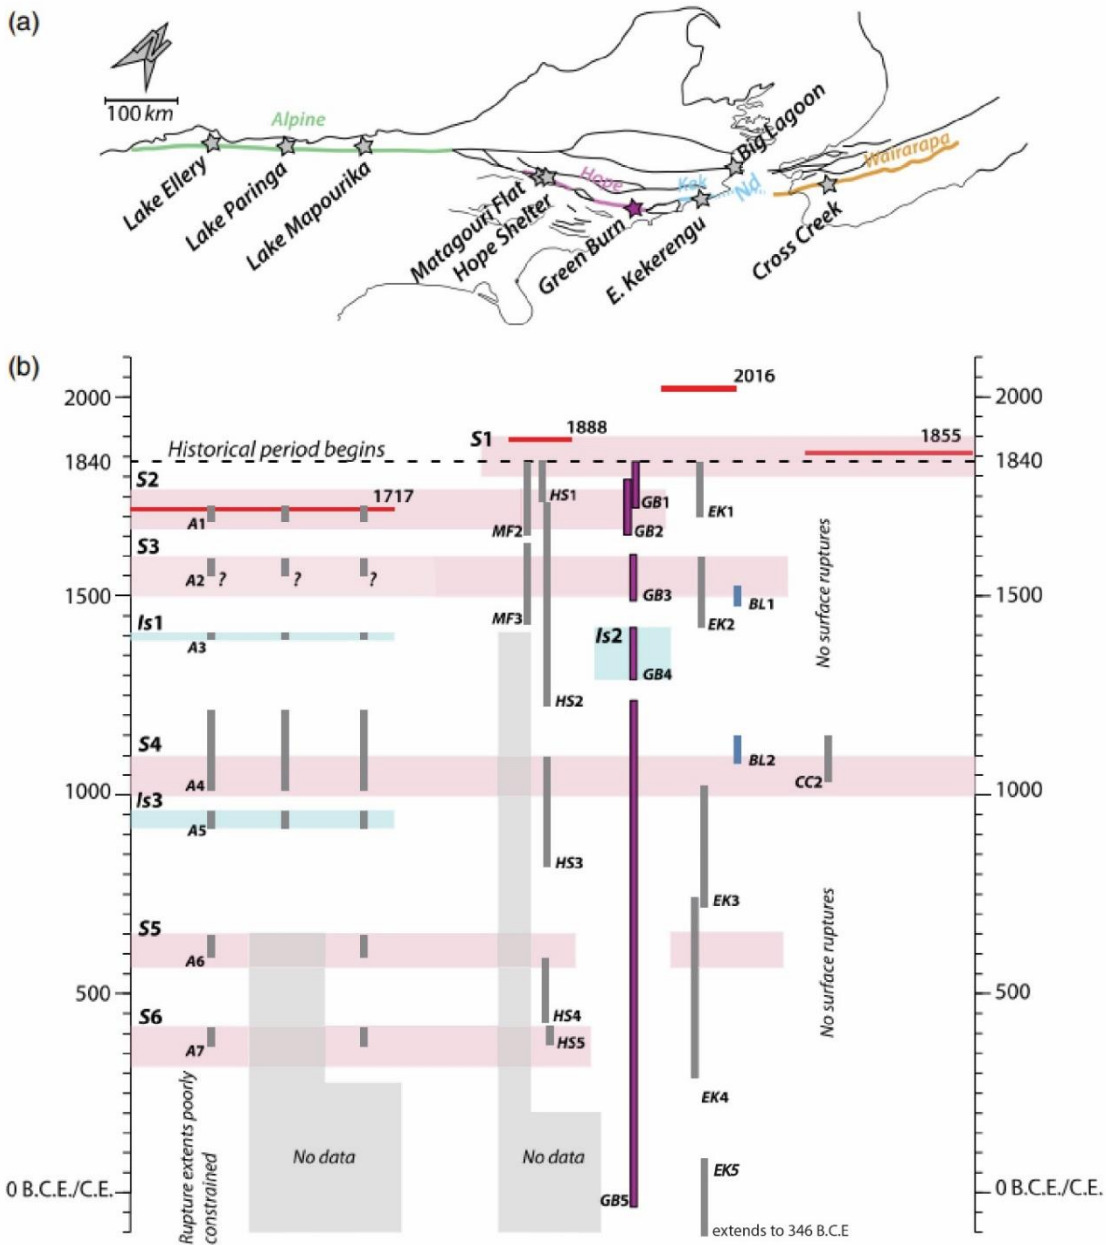 (a)
N
100 km
Alpine
Hope
Kek
Nd
Wairarapa
Lake Ellery
Lake Paringa
Lake Mapourika
Matagouri Flat
Hope Shelter
Green Burn
E. Kekerengu
Big Lagoon
Cross Creek
(b)
2016
2000
2000
S1
1888
1855
Historical period begins
1840
1840
S2
1717
A1
HS1
MF2
GB1
GB2
EK1
S3
A2 ? ? ?
1500
1500
GB3
BL1
MF3
EK2
Is1
Is2
A3
GB4
HS2
No surface ruptures
S4
BL2
A4
CC2
1000
1000
Is3
A5
HS3
EK3
S5
A6
No surface ruptures
500
500
S6
HS4
HS5
A7
EK4
Rupture extents poorly
constrained
No data
No data
EK5
0 B.C.E./C.E.
0 B.C.E./C.E.
GB5
extends to 346 B.C.E